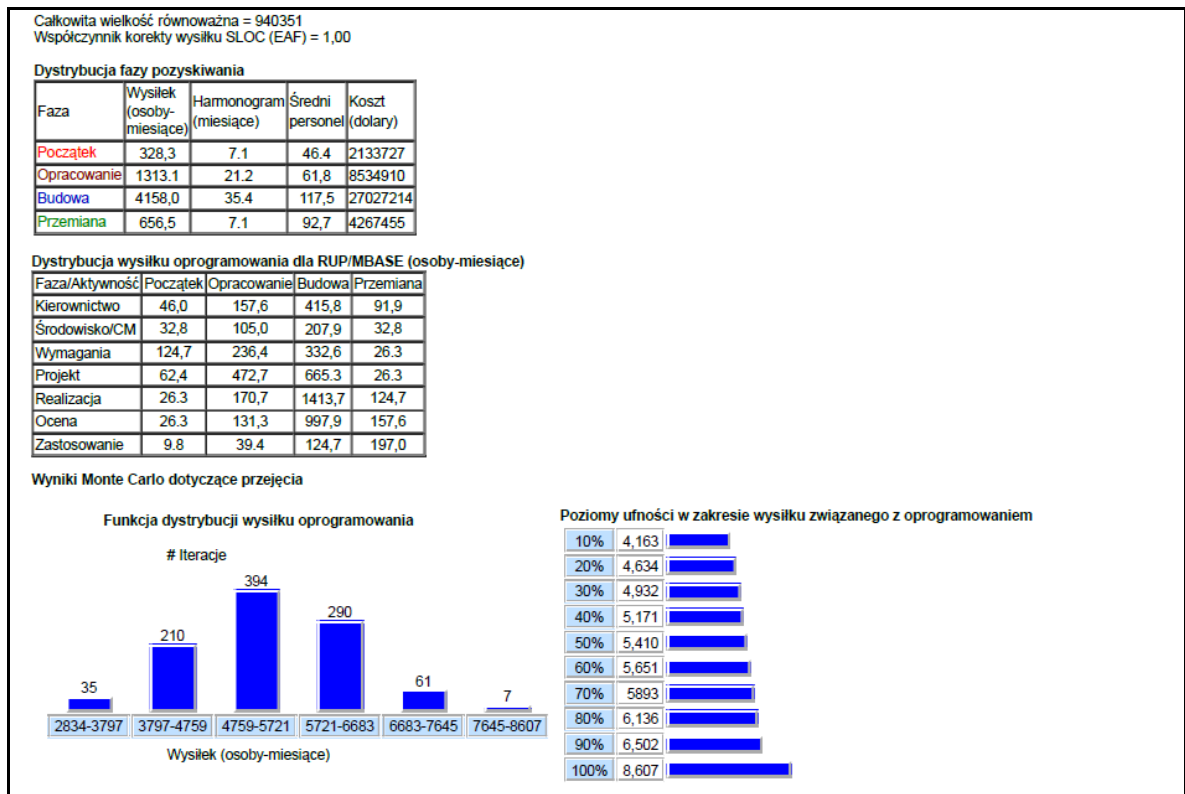 Całkowita wielkość równoważna = 940351
Współczynnik korekty wysiłku SLOC (EAF) = 1,00
Dystrybucja fazy pozyskiwania
Faza Wysiłek (osoby-miesiące) Harmonogram (miesiące) Średni personel Koszt (dolary)
Początek 328,3 7.1 46.4 2133727
Opracowanie 1313.1 21.2 61,8 8534910
Budowa 4158,0 35.4 117,5 27027214
Przemiana 656,5 7.1 92,7 4267455
Dystrybucja wysiłku oprogramowania dla RUP/MBASE (osoby-miesiące)
Faza/Aktywność Początek Opracowanie Budowa Przemiana
Kierownictwo 46,0 157,6 415,8 91,9
Środowisko/CM 32,8 105,0 207,9 32,8
Wymagania 124,7 236,4 332,6 26.3
Projekt 62,4 472,7 665.3 26.3
Realizacja 26.3 170,7 1413,7 124,7
Ocena 26.3 131,3 997,9 157,6
Zastosowanie 9.8 39.4 124,7 197,0
Wyniki Monte Carlo dotyczące przejęcia
Funkcja dystrybucji wysiłku oprogramowania
# Iteracje
35 210 394 290 61 7
2834-3797 3797-4759 4759-5721 5721-6683 6683-7645 7645-8607
Wysiłek (osoby-miesiące)
Poziomy ufności w zakresie wysiłku związanego z oprogramowaniem
10% 4,163
20% 4,634
30% 4,932
40% 5,171
50% 5,410
60% 5,651
70% 5893
80% 6,136
90% 6,502
100% 8,607